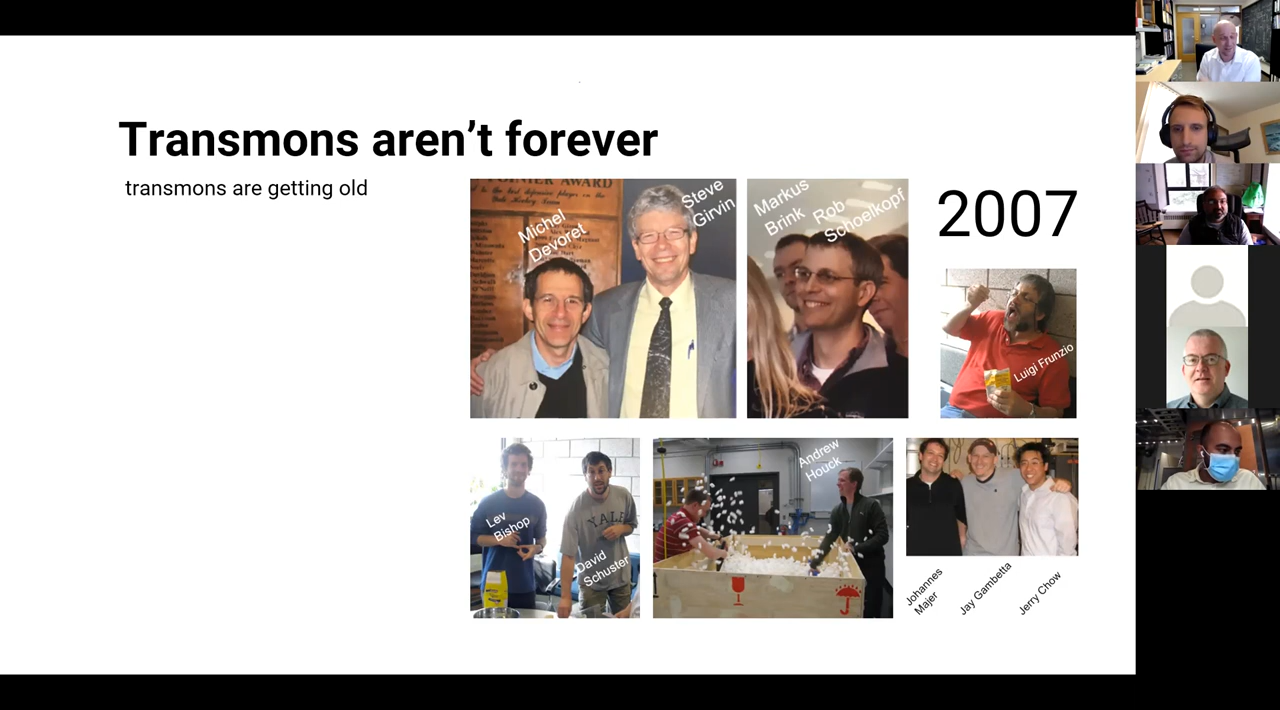 Transmons aren't forever
transmons are getting old
2007
Michel
Devoret
Steve
Girvin
Markus
Brink
Rob
Schoelkopf
Luigi Frunzio
Lev
Bishop
YALE
David
Schuster
Andrew
Houck
Johannes
Majer
Jay Gambetta
Jerry Chow